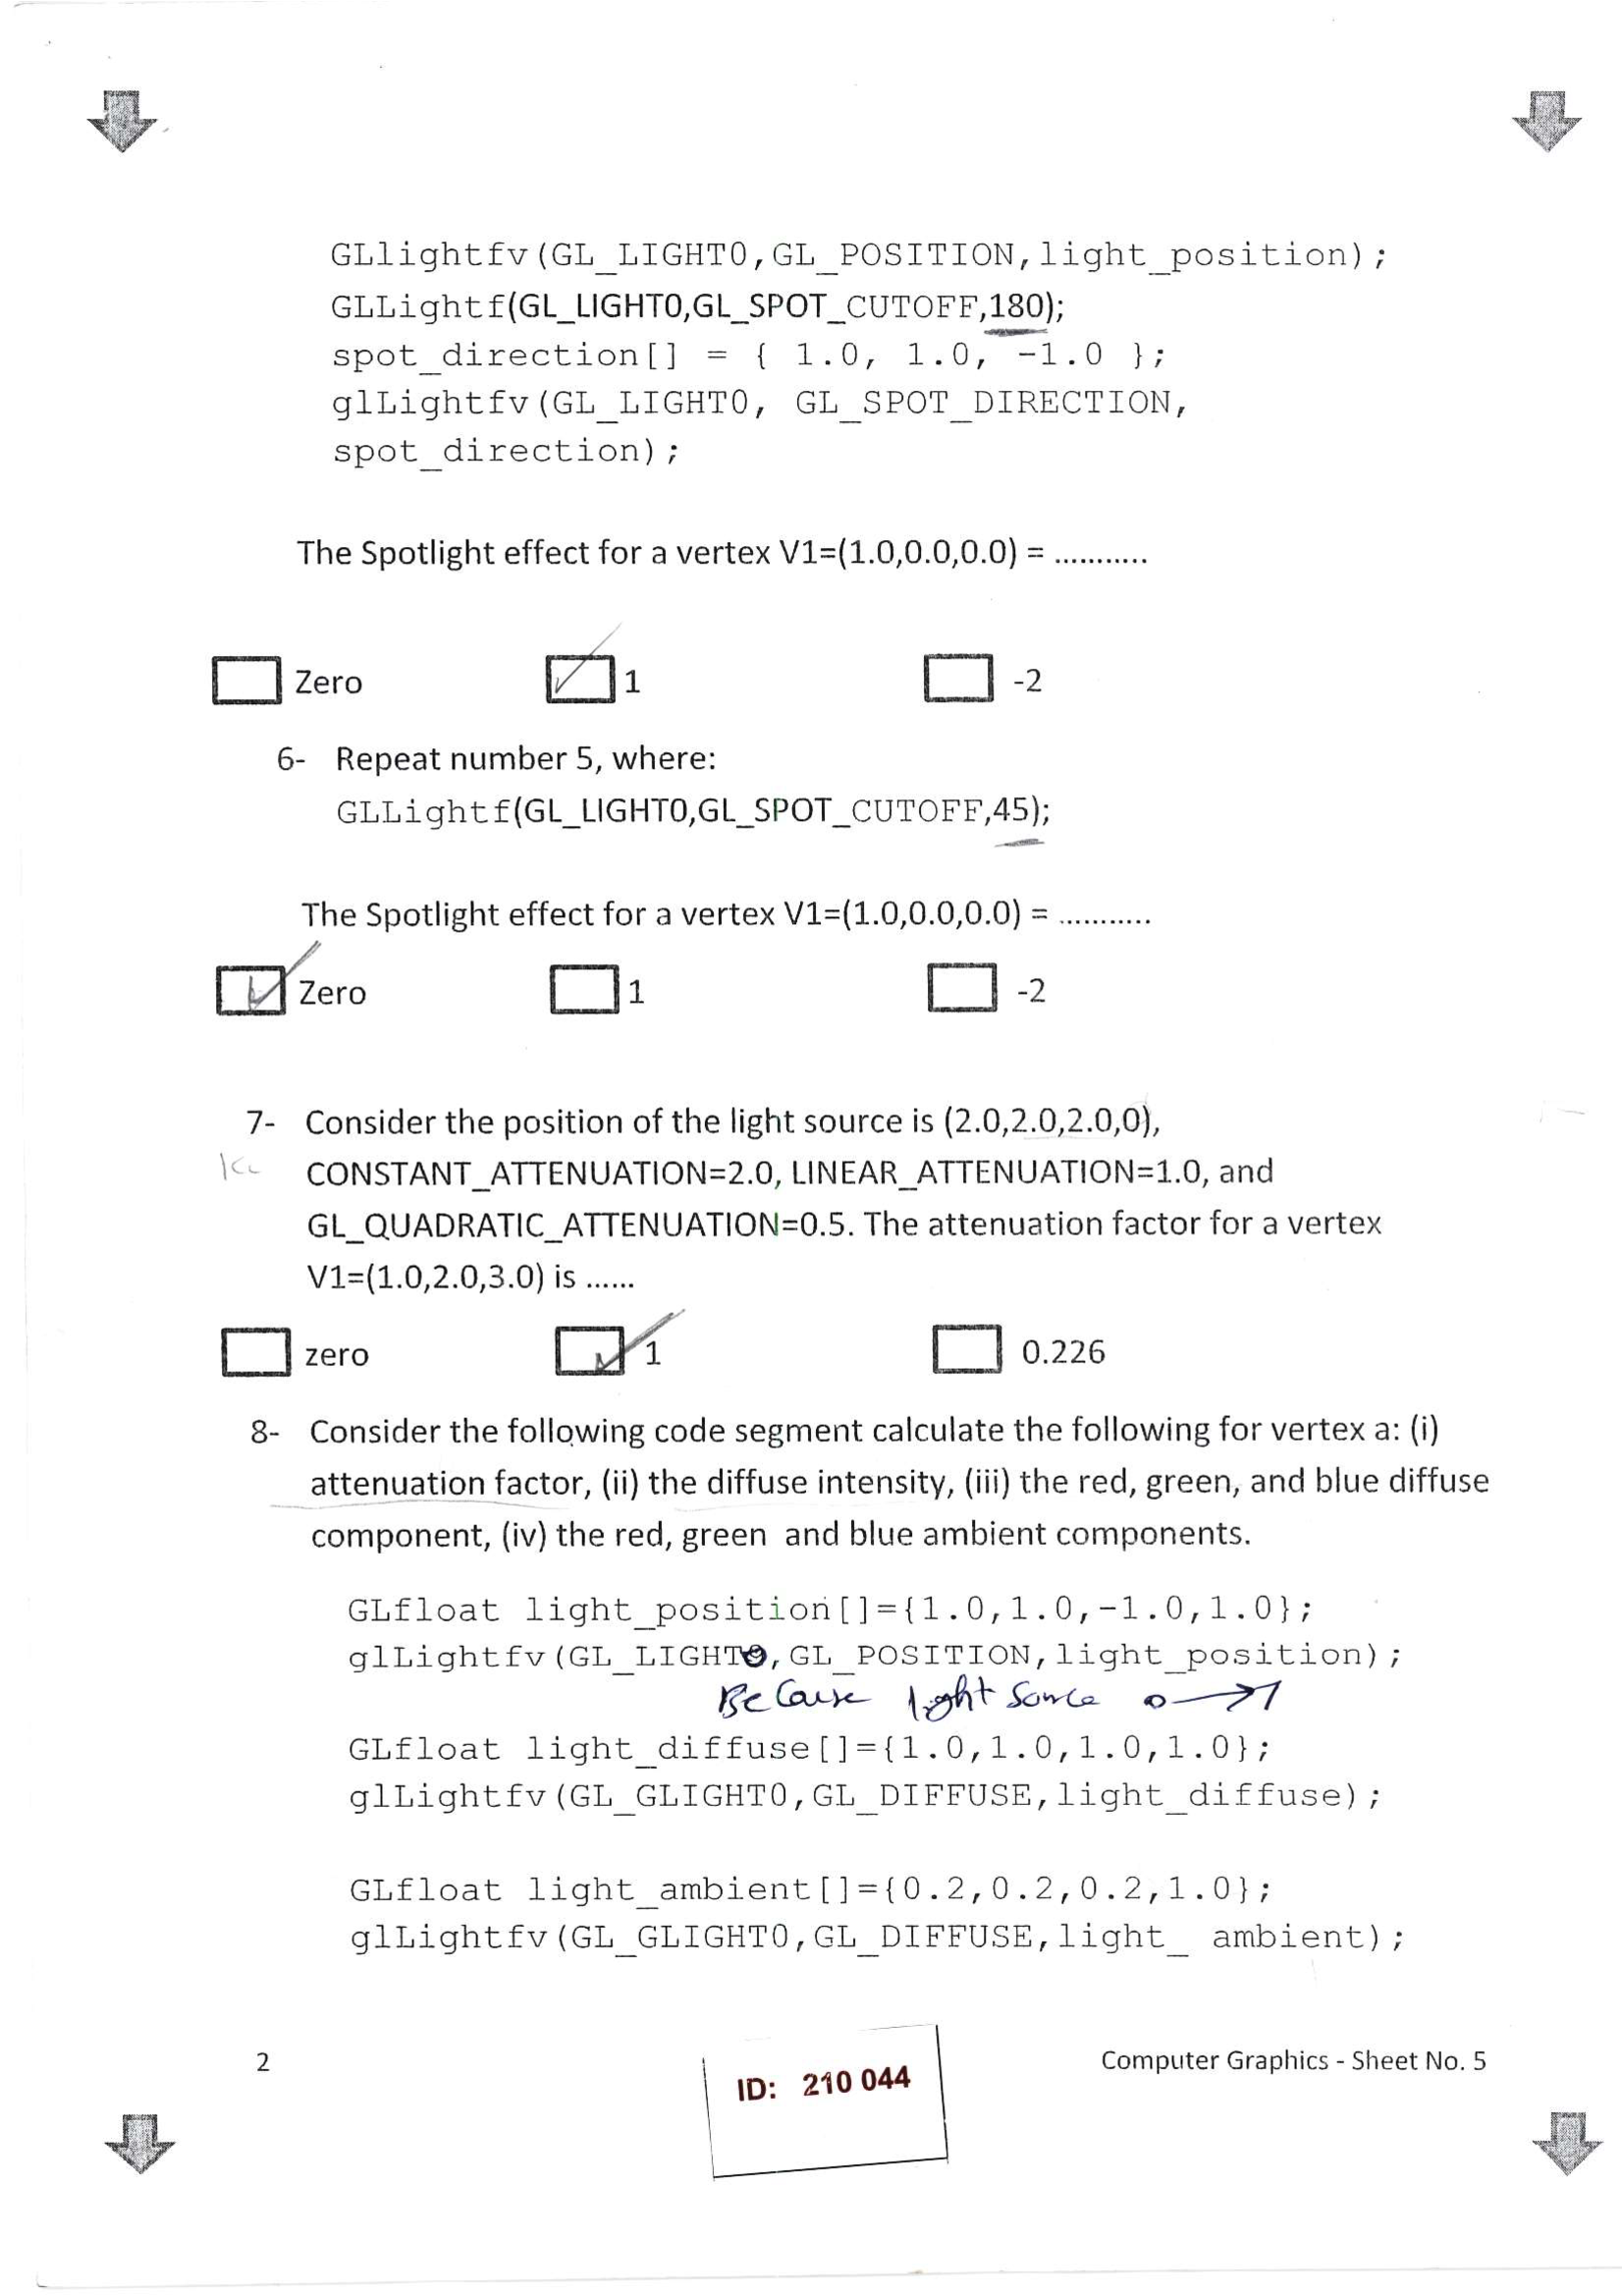 GLlightfv(GL_LIGHT0,GL_POSITION,light_position);
GLLightf(GL_LIGHT0,GL_SPOT_CUTOFF,180);
spot_direction[] = { 1.0, 1.0, -1.0 };
glLightfv(GL_LIGHT0, GL_SPOT_DIRECTION,
spot_direction);
The Spotlight effect for a vertex V1=(1.0,0.0,0.0) = ...........
Zero 1 -2
6- Repeat number 5, where:
GLLightf(GL_LIGHT0,GL_SPOT_CUTOFF,45);
The Spotlight effect for a vertex V1=(1.0,0.0,0.0) = ...........
Zero 1 -2
7- Consider the position of the light source is (2.0,2.0,2.0,0),
CONSTANT_ATTENUATION=2.0, LINEAR_ATTENUATION=1.0, and
GL_QUADRATIC_ATTENUATION=0.5. The attenuation factor for a vertex
V1=(1.0,2.0,3.0) is ......
zero 1 0.226
8- Consider the following code segment calculate the following for vertex a: (i)
attenuation factor, (ii) the diffuse intensity, (iii) the red, green, and blue diffuse
component, (iv) the red, green and blue ambient components.
GLfloat light_position[]={1.0,1.0,-1.0,1.0};
glLightfv(GL_LIGHT0,GL_POSITION,light_position);
Because light source 0 → 1
GLfloat light_diffuse[]={1.0,1.0,1.0,1.0};
glLightfv(GL_GLIGHT0,GL_DIFFUSE,light_diffuse);
GLfloat light_ambient[]={0.2,0.2,0.2,1.0};
glLightfv(GL_GLIGHT0,GL_DIFFUSE,light_ ambient);
2 Computer Graphics - Sheet No. 5
ID: 210 044